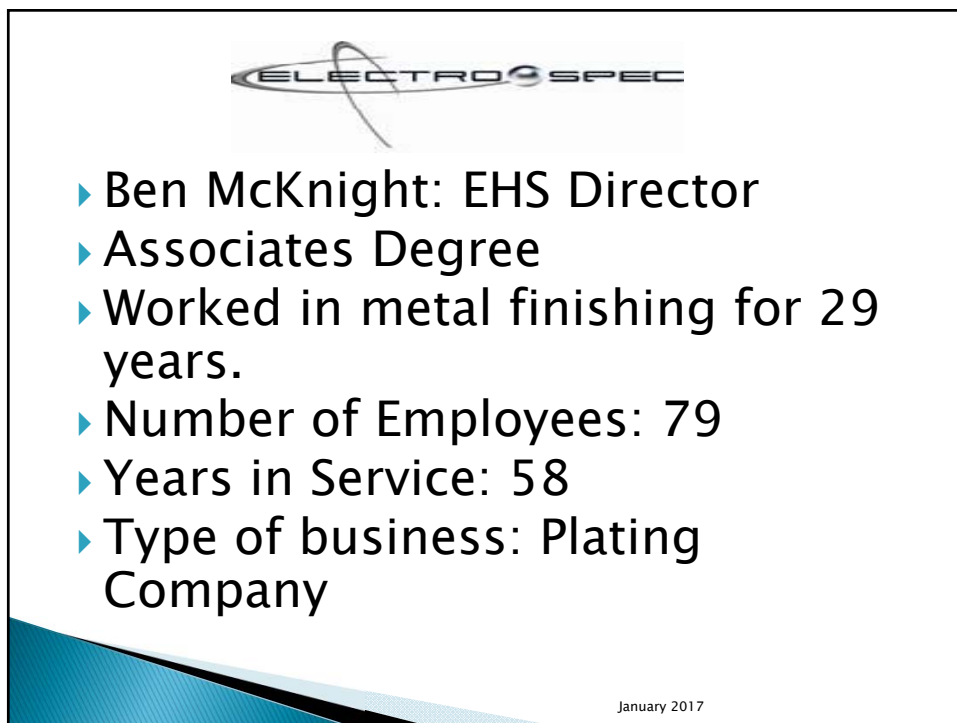 ELECTRO SPEC
Ben McKnight: EHS Director
Associates Degree
Worked in metal finishing for 29
years.
Number of Employees: 79
Years in Service: 58
Type of business: Plating
Company
January 2017